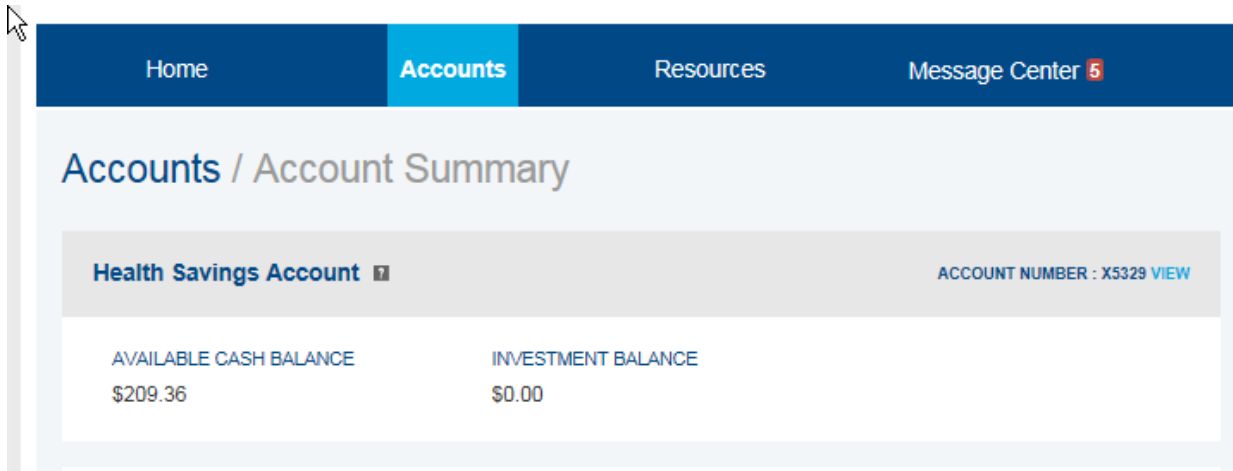 Home Accounts Resources Message Center 5
Accounts / Account Summary
Health Savings Account ? ACCOUNT NUMBER : X5329 VIEW
AVAILABLE CASH BALANCE INVESTMENT BALANCE
$209.36 $0.00